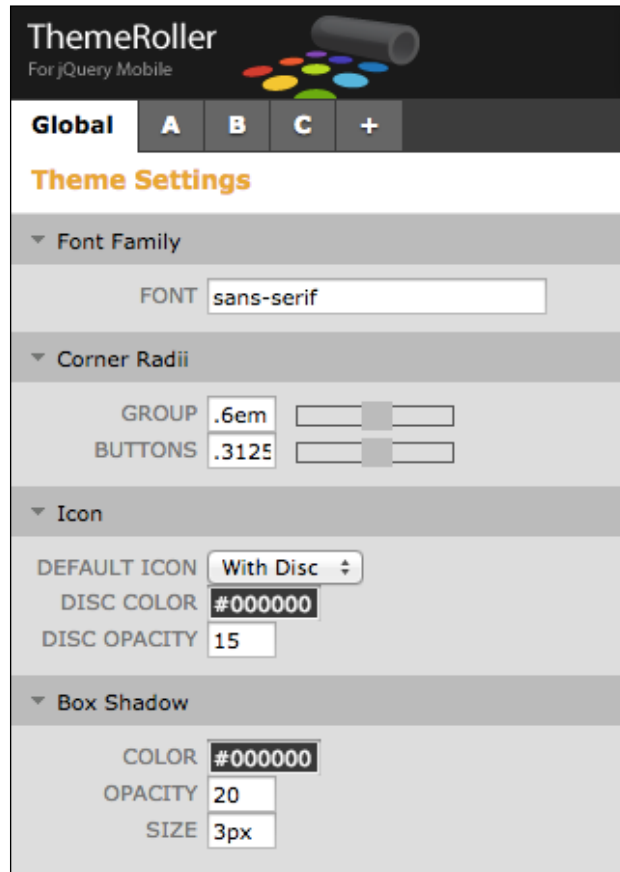 ThemeRoller
For jQuery Mobile
Global A B C +
Theme Settings
Font Family
FONT sans-serif
Corner Radii
GROUP .6em
BUTTONS .3125
Icon
DEFAULT ICON With Disc
DISC COLOR #000000
DISC OPACITY 15
Box Shadow
COLOR #000000
OPACITY 20
SIZE 3px